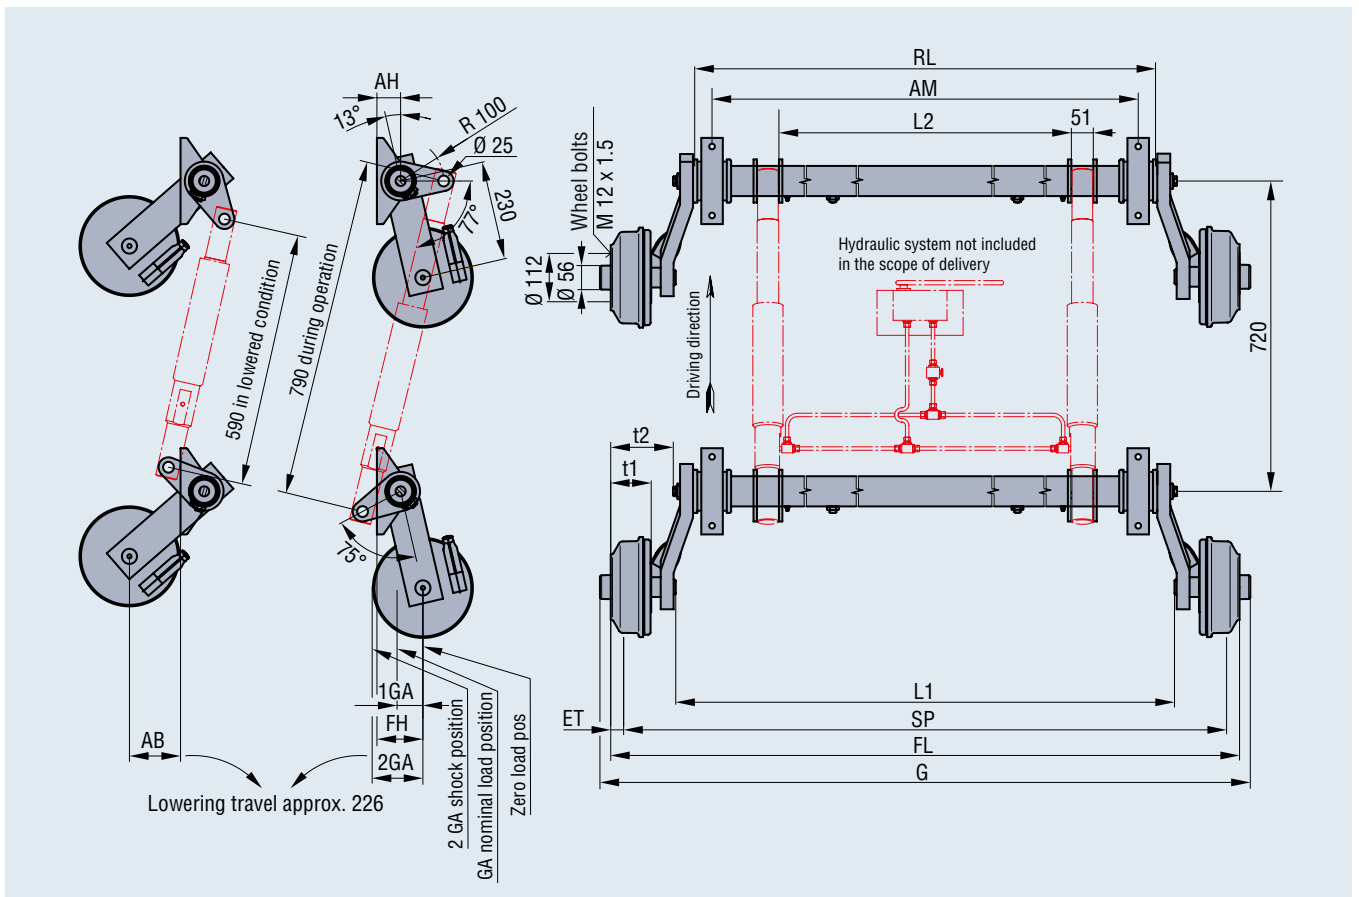 AH
13°
R 100
Ø 25
230
77°
590 in lowered condition
790 during operation
75°
AB
1GA
FH
2GA
Lowering travel approx. 226
2 GA shock position
GA nominal load position
Zero load pos
RL
AM
L2
51
Wheel bolts
M 12 x 1.5
Ø 112
Ø 56
Driving direction
Hydraulic system not included
in the scope of delivery
720
t2
t1
L1
ET
SP
FL
G